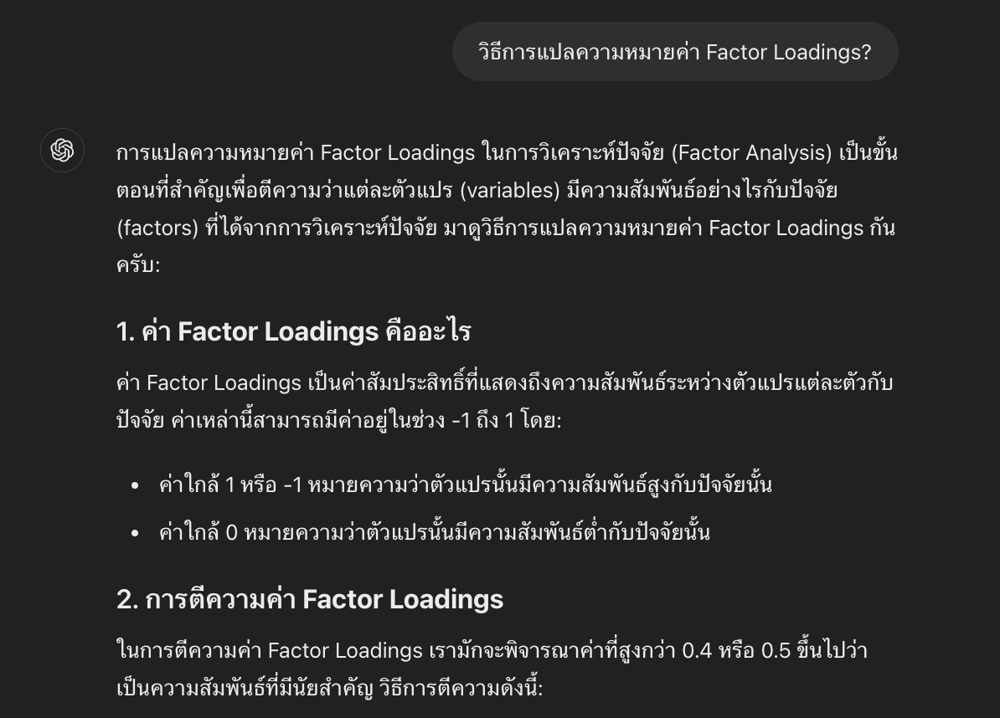 วิธีการแปลความหมายค่า Factor Loadings?
การแปลความหมายค่า Factor Loadings ในการวิเคราะห์ปัจจัย (Factor Analysis) เป็นขั้น
ตอนที่สำคัญเพื่อตีความว่าแต่ละตัวแปร (variables) มีความสัมพันธ์อย่างไรกับปัจจัย
(factors) ที่ได้จากการวิเคราะห์ปัจจัย มาดูวิธีการแปลความหมายค่า Factor Loadings กัน
ครับ:
1. ค่า Factor Loadings คืออะไร
ค่า Factor Loadings เป็นค่าสัมประสิทธิ์ที่แสดงถึงความสัมพันธ์ระหว่างตัวแปรแต่ละตัวกับ
ปัจจัย ค่าเหล่านี้สามารถมีค่าอยู่ในช่วง -1 ถึง 1 โดย:
• ค่าใกล้ 1 หรือ -1 หมายความว่าตัวแปรนั้นมีความสัมพันธ์สูงกับปัจจัยนั้น
• ค่าใกล้ 0 หมายความว่าตัวแปรนั้นมีความสัมพันธ์ต่ำกับปัจจัยนั้น
2. การตีความค่า Factor Loadings
ในการตีความค่า Factor Loadings เรามักจะพิจารณาค่าที่สูงกว่า 0.4 หรือ 0.5 ขึ้นไปว่า
เป็นความสัมพันธ์ที่มีนัยสำคัญ วิธีการตีความดังนี้: